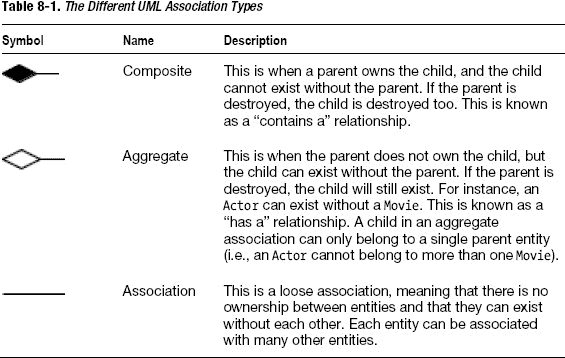 Table 8-1. The Different UML Association Types
Symbol Name Description
Composite This is when a parent owns the child, and the child
cannot exist without the parent. If the parent is
destroyed, the child is destroyed too. This is known
as a “contains a” relationship.
Aggregate This is when the parent does not own the child, but
the child can exist without the parent. If the parent is
destroyed, the child will still exist. For instance, an
Actor can exist without a Movie. This is known as a
“has a” relationship. A child in an aggregate
association can only belong to a single parent entity
(i.e., an Actor cannot belong to more than one Movie).
Association This is a loose association, meaning that there is no
ownership between entities and that they can exist
without each other. Each entity can be associated
with many other entities.